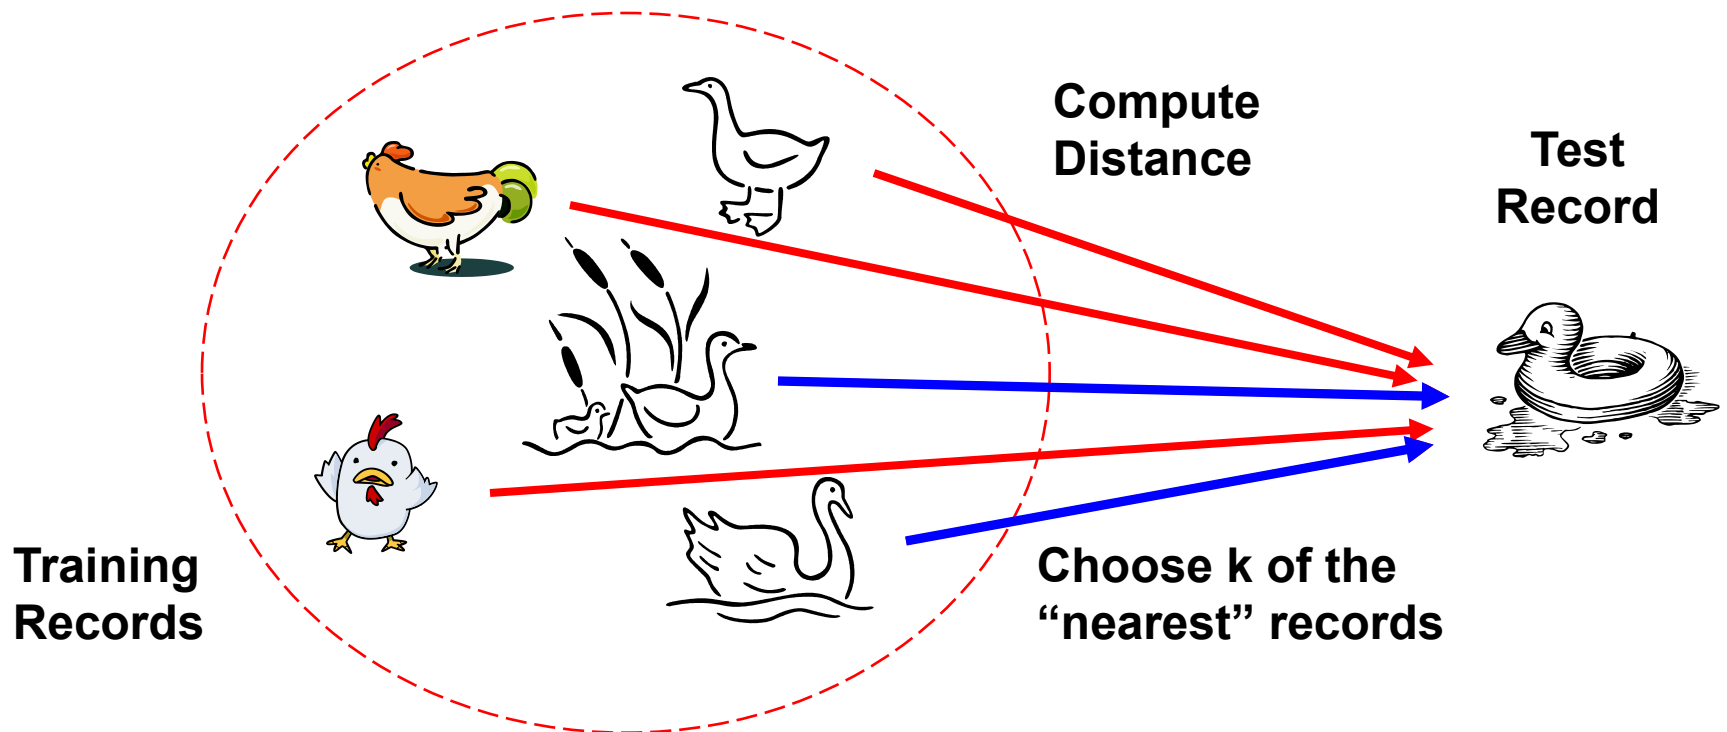 Compute
Distance
Test
Record
Training
Records
Choose k of the
“nearest” records